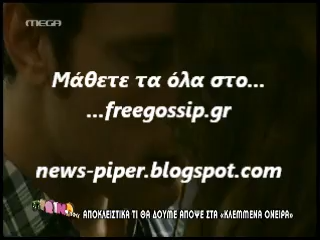 MEGA
Μάθετε τα όλα στο...
...freegossip.gr
news-piper.blogspot.com
ΑΠΟΚΛΕΙΣΤΙΚΑ ΤΙ ΘΑ ΔΟΥΜΕ ΑΠΟΨΕ ΣΤΑ «ΚΛΕΜΜΕΝΑ ΟΝΕΙΡΑ»